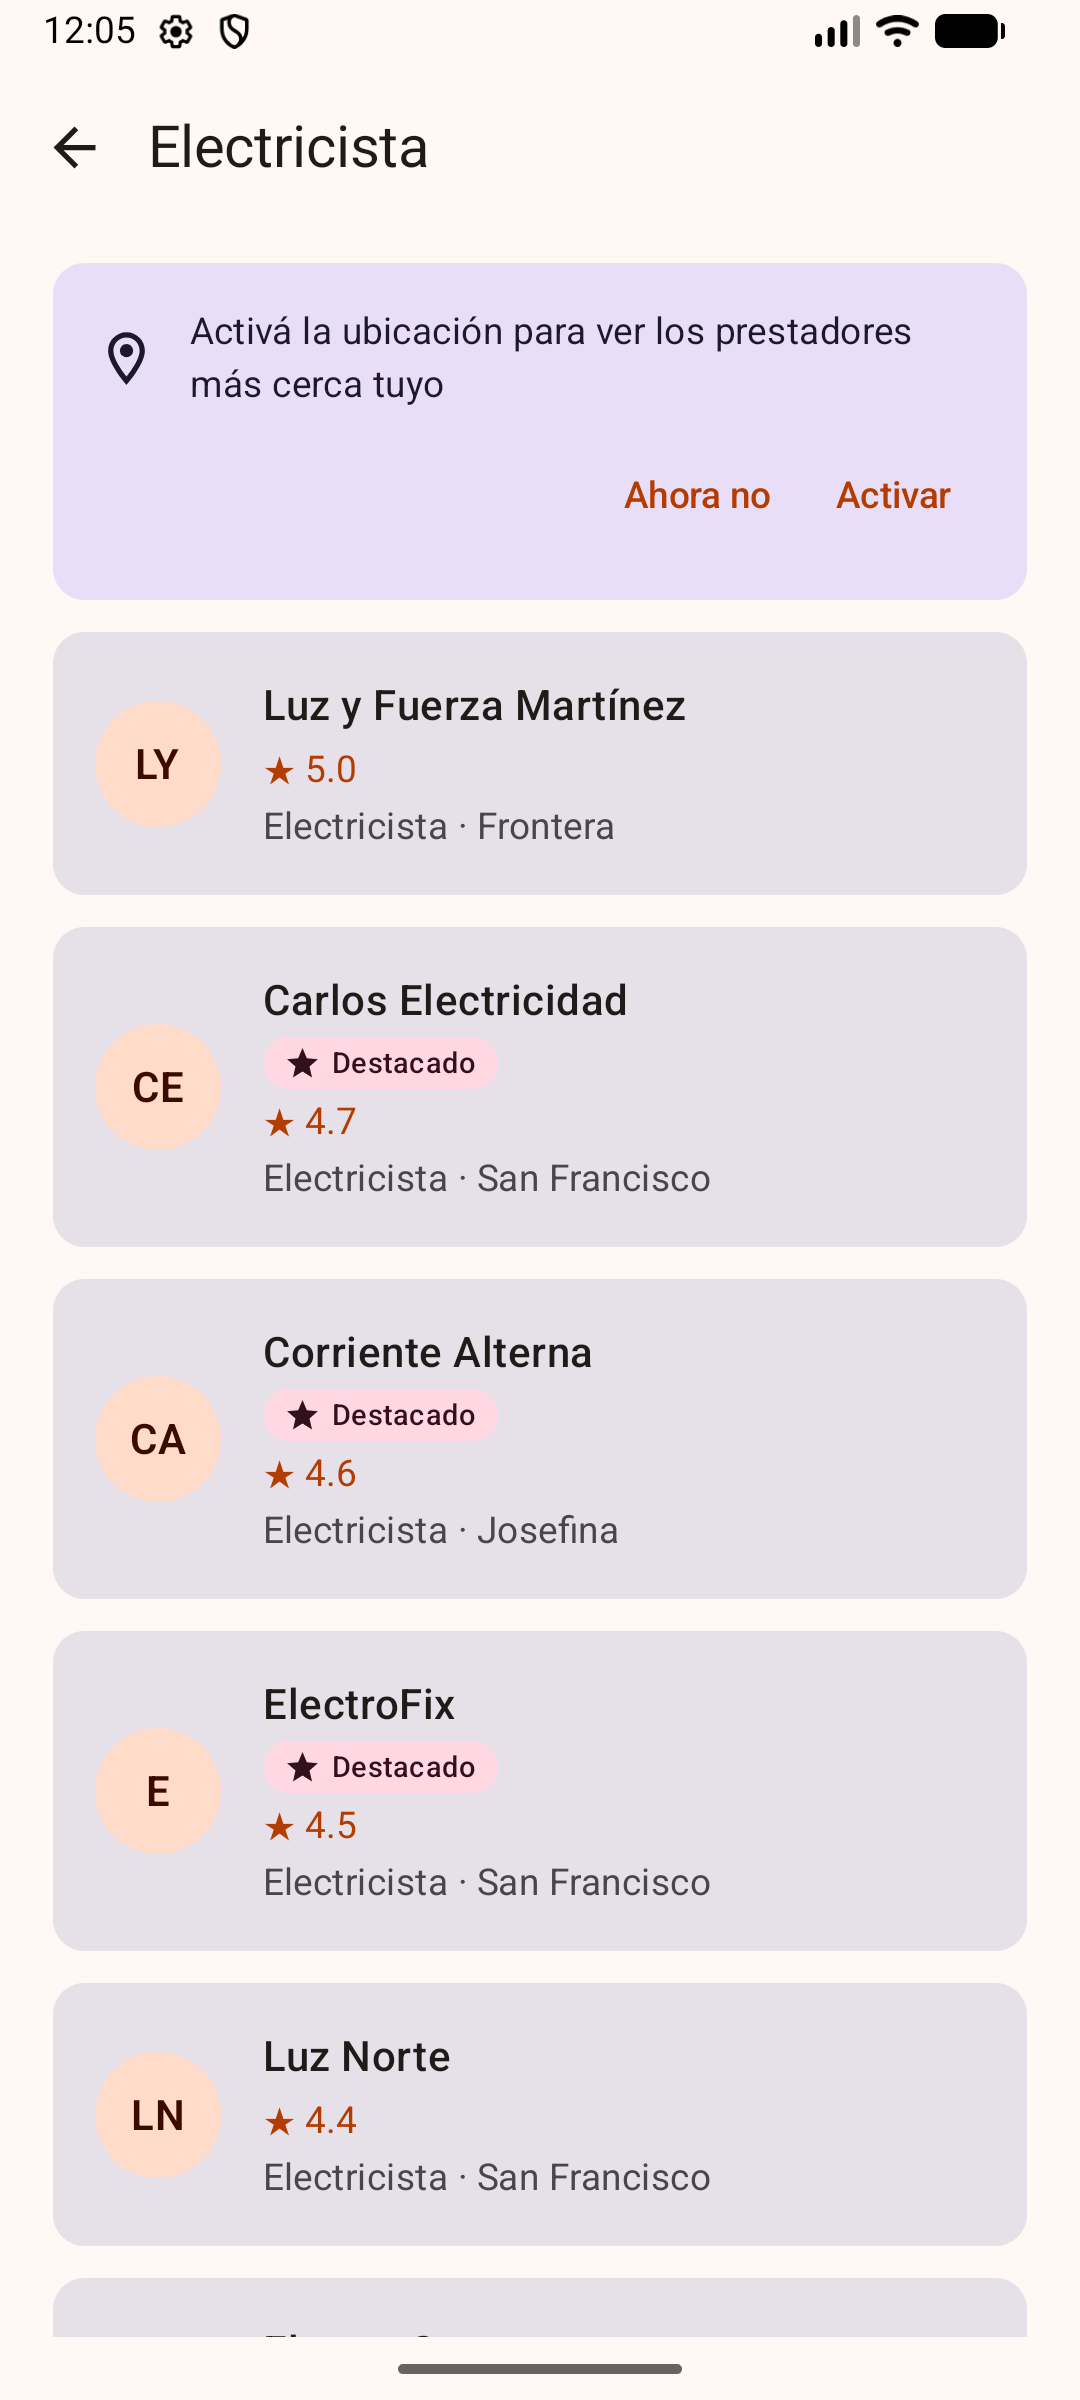 12:05
Electricista
Activá la ubicación para ver los prestadores
más cerca tuyo
Ahora no Activar
LY
Luz y Fuerza Martínez
★ 5.0
Electricista · Frontera
CE
Carlos Electricidad
★ Destacado
★ 4.7
Electricista · San Francisco
CA
Corriente Alterna
★ Destacado
★ 4.6
Electricista · Josefina
E
ElectroFix
★ Destacado
★ 4.5
Electricista · San Francisco
LN
Luz Norte
★ 4.4
Electricista · San Francisco